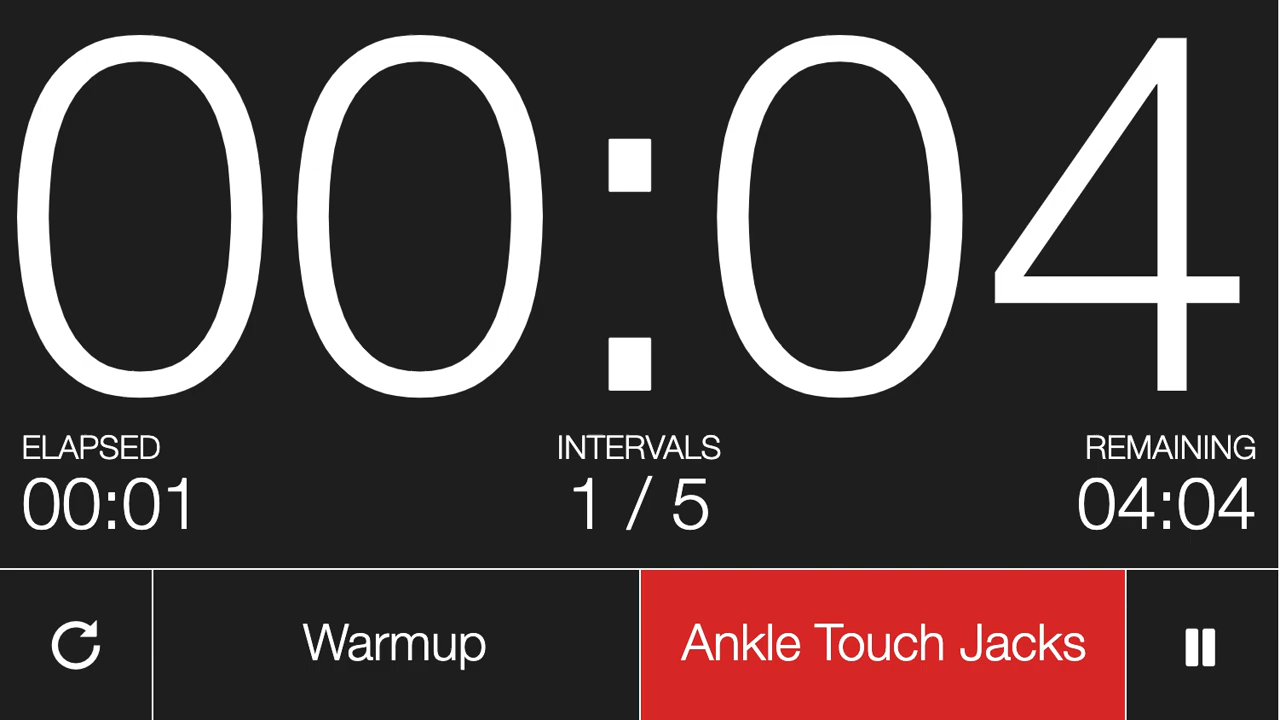 00:04
ELAPSED
00:01
INTERVALS
1 / 5
REMAINING
04:04
Warmup
Ankle Touch Jacks